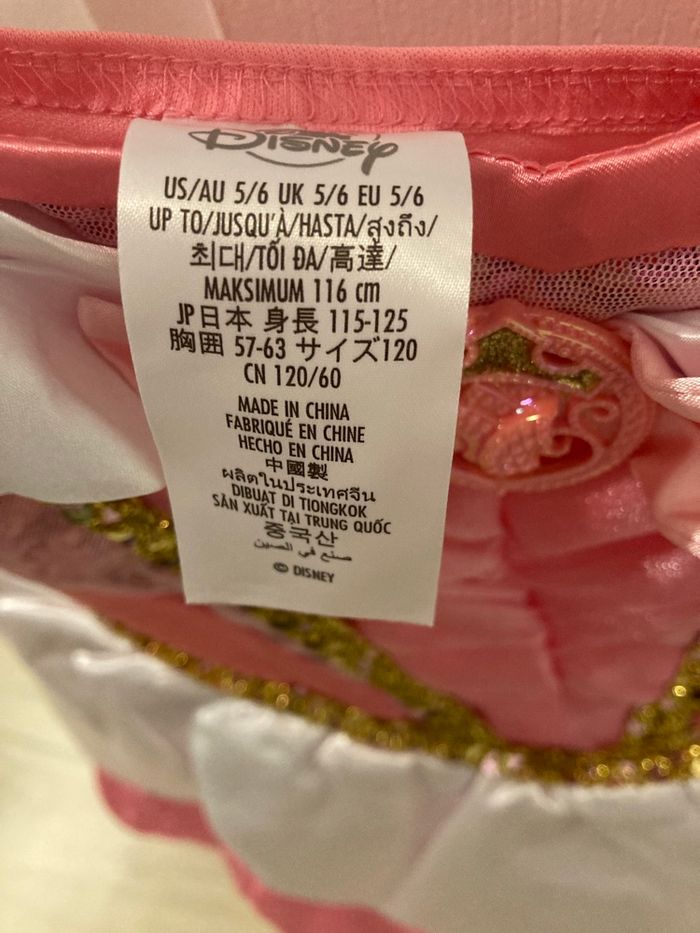 Disney
US/AU 5/6 UK 5/6 EU 5/6
UP TO/JUSQU'À/HASTA/สูงถึง/
최대/TỐI ĐA/高達/
MAKSIMUM 116 cm
JP日本 身長 115-125
胸囲 57-63 サイズ120
CN 120/60
MADE IN CHINA
FABRIQUÉ EN CHINE
HECHO EN CHINA
中國製
ผลิตในประเทศจีน
DIBUAT DI TIONGKOK
SẢN XUẤT TẠI TRUNG QUỐC
중국산
صنع في الصين
© DISNEY